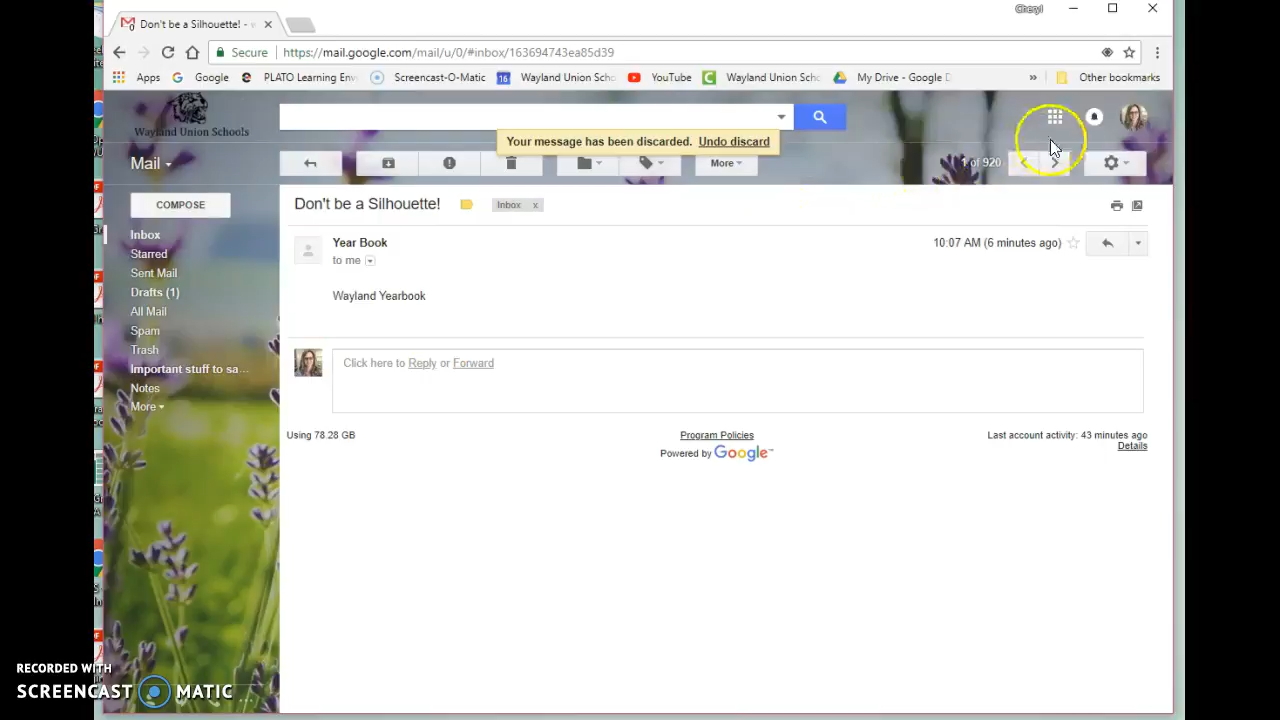 Cheryl
Don't be a Silhouette! -
Secure https://mail.google.com/mail/u/0/#inbox/163694743ea85d39
Apps Google PLATO Learning Env Screencast-O-Matic 16 Wayland Union Scho YouTube Wayland Union Sch My Drive - Google D » Other bookmarks
Wayland Union Schools
Your message has been discarded. Undo discard
Mail More 1 of 920
COMPOSE Don't be a Silhouette! Inbox x
Inbox Year Book 10:07 AM (6 minutes ago)
Starred to me
Sent Mail
Drafts (1) Wayland Yearbook
All Mail
Spam
Trash
Important stuff to sa... Click here to Reply or Forward
Notes
More
Using 78.28 GB Program Policies Last account activity: 43 minutes ago
Powered by Google™ Details
RECORDED WITH
SCREENCAST MATIC